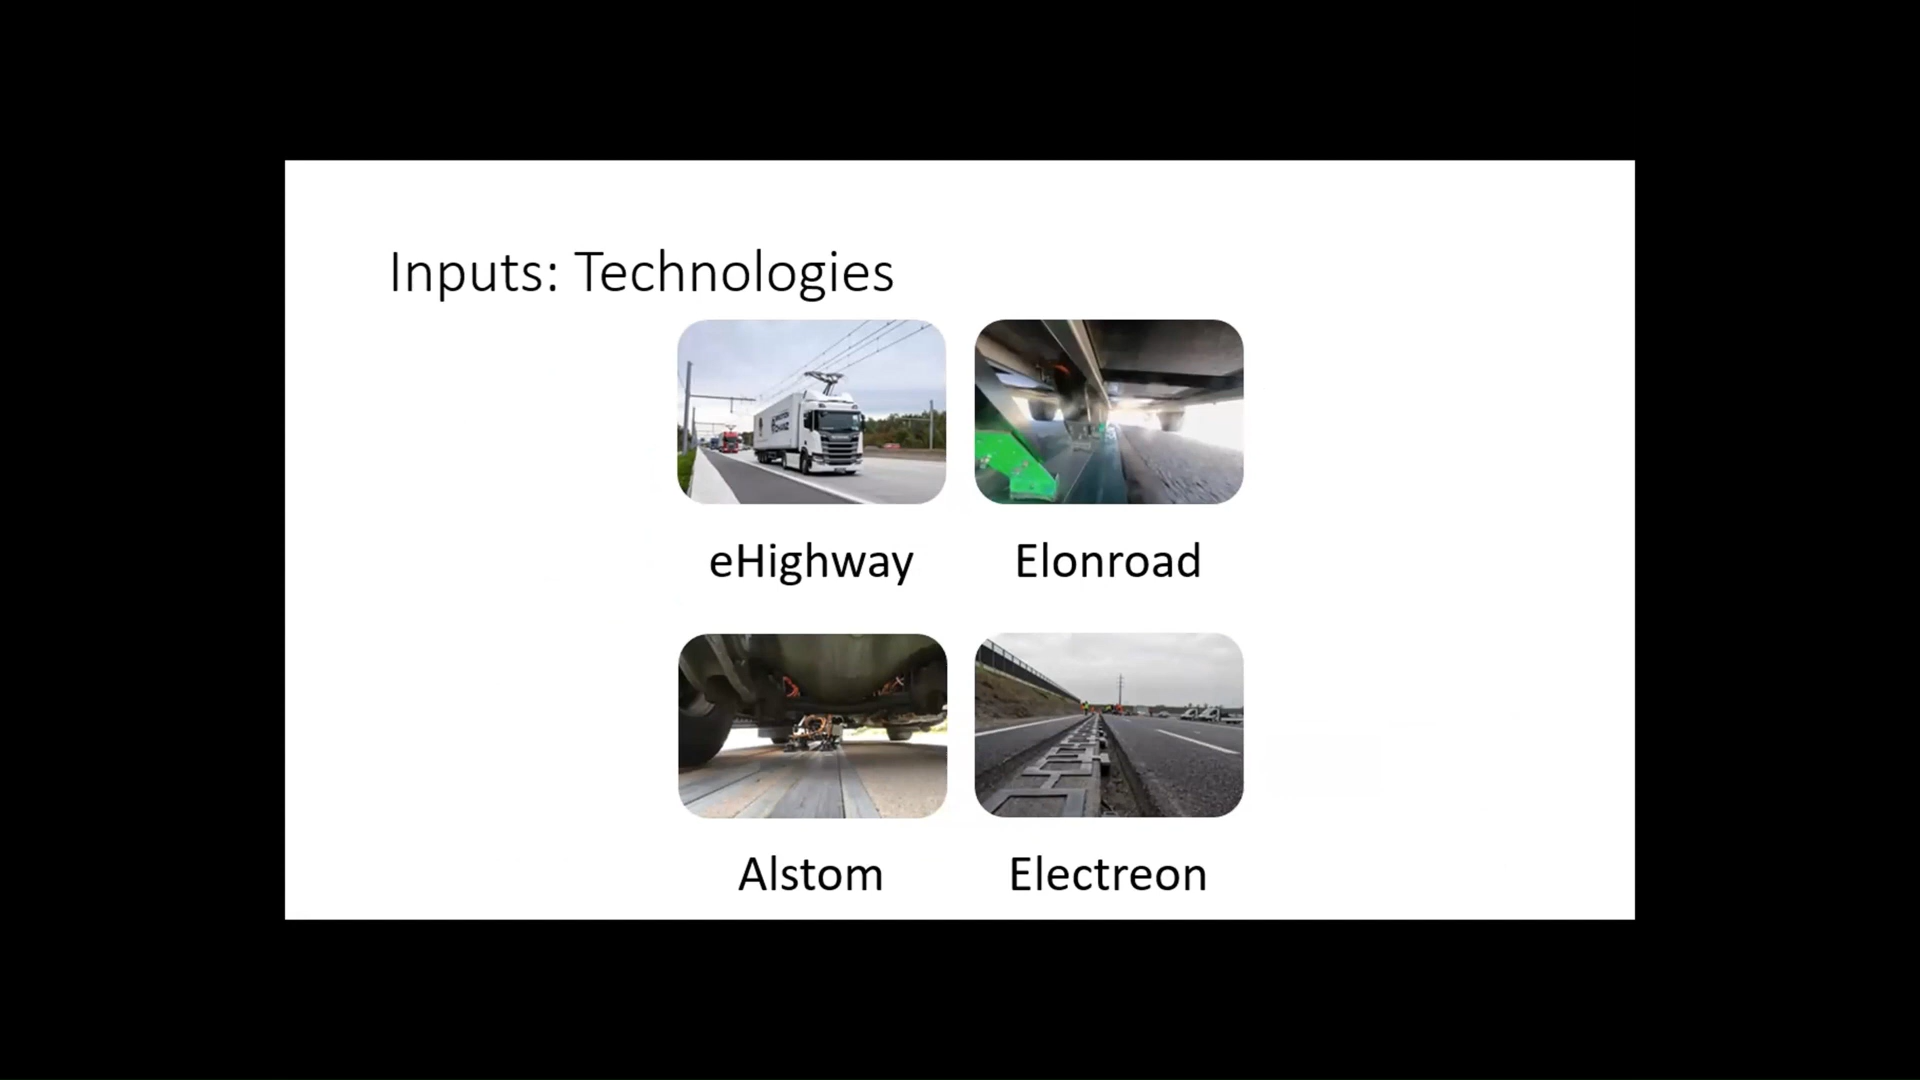 Inputs: Technologies
eHighway
Elonroad
Alstom
Electreon